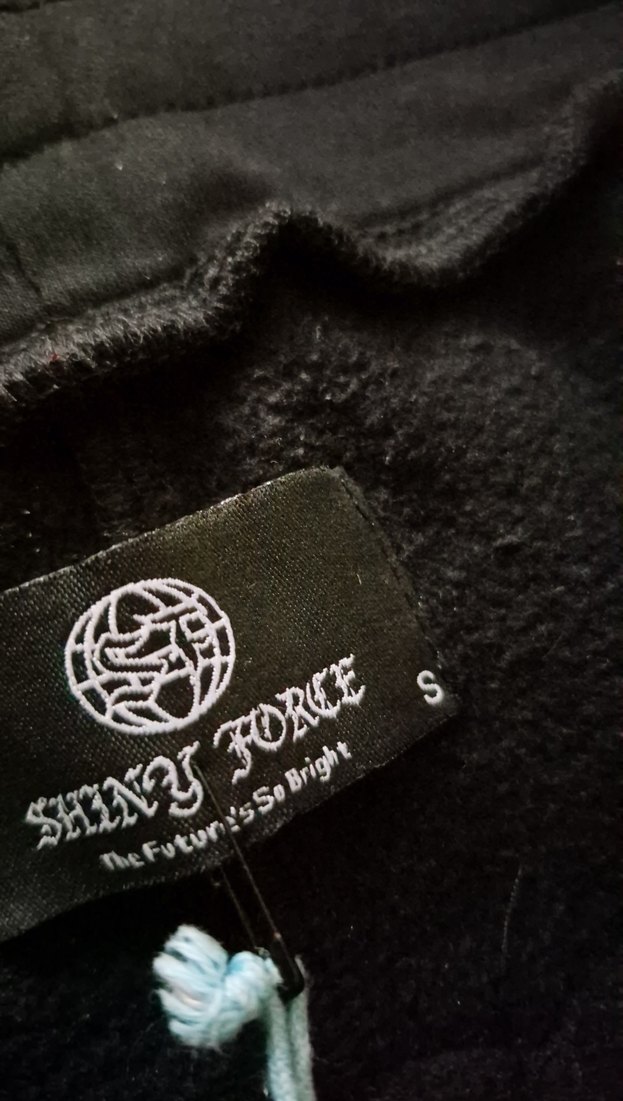 SHINY FORCE
The Future's So Bright
S